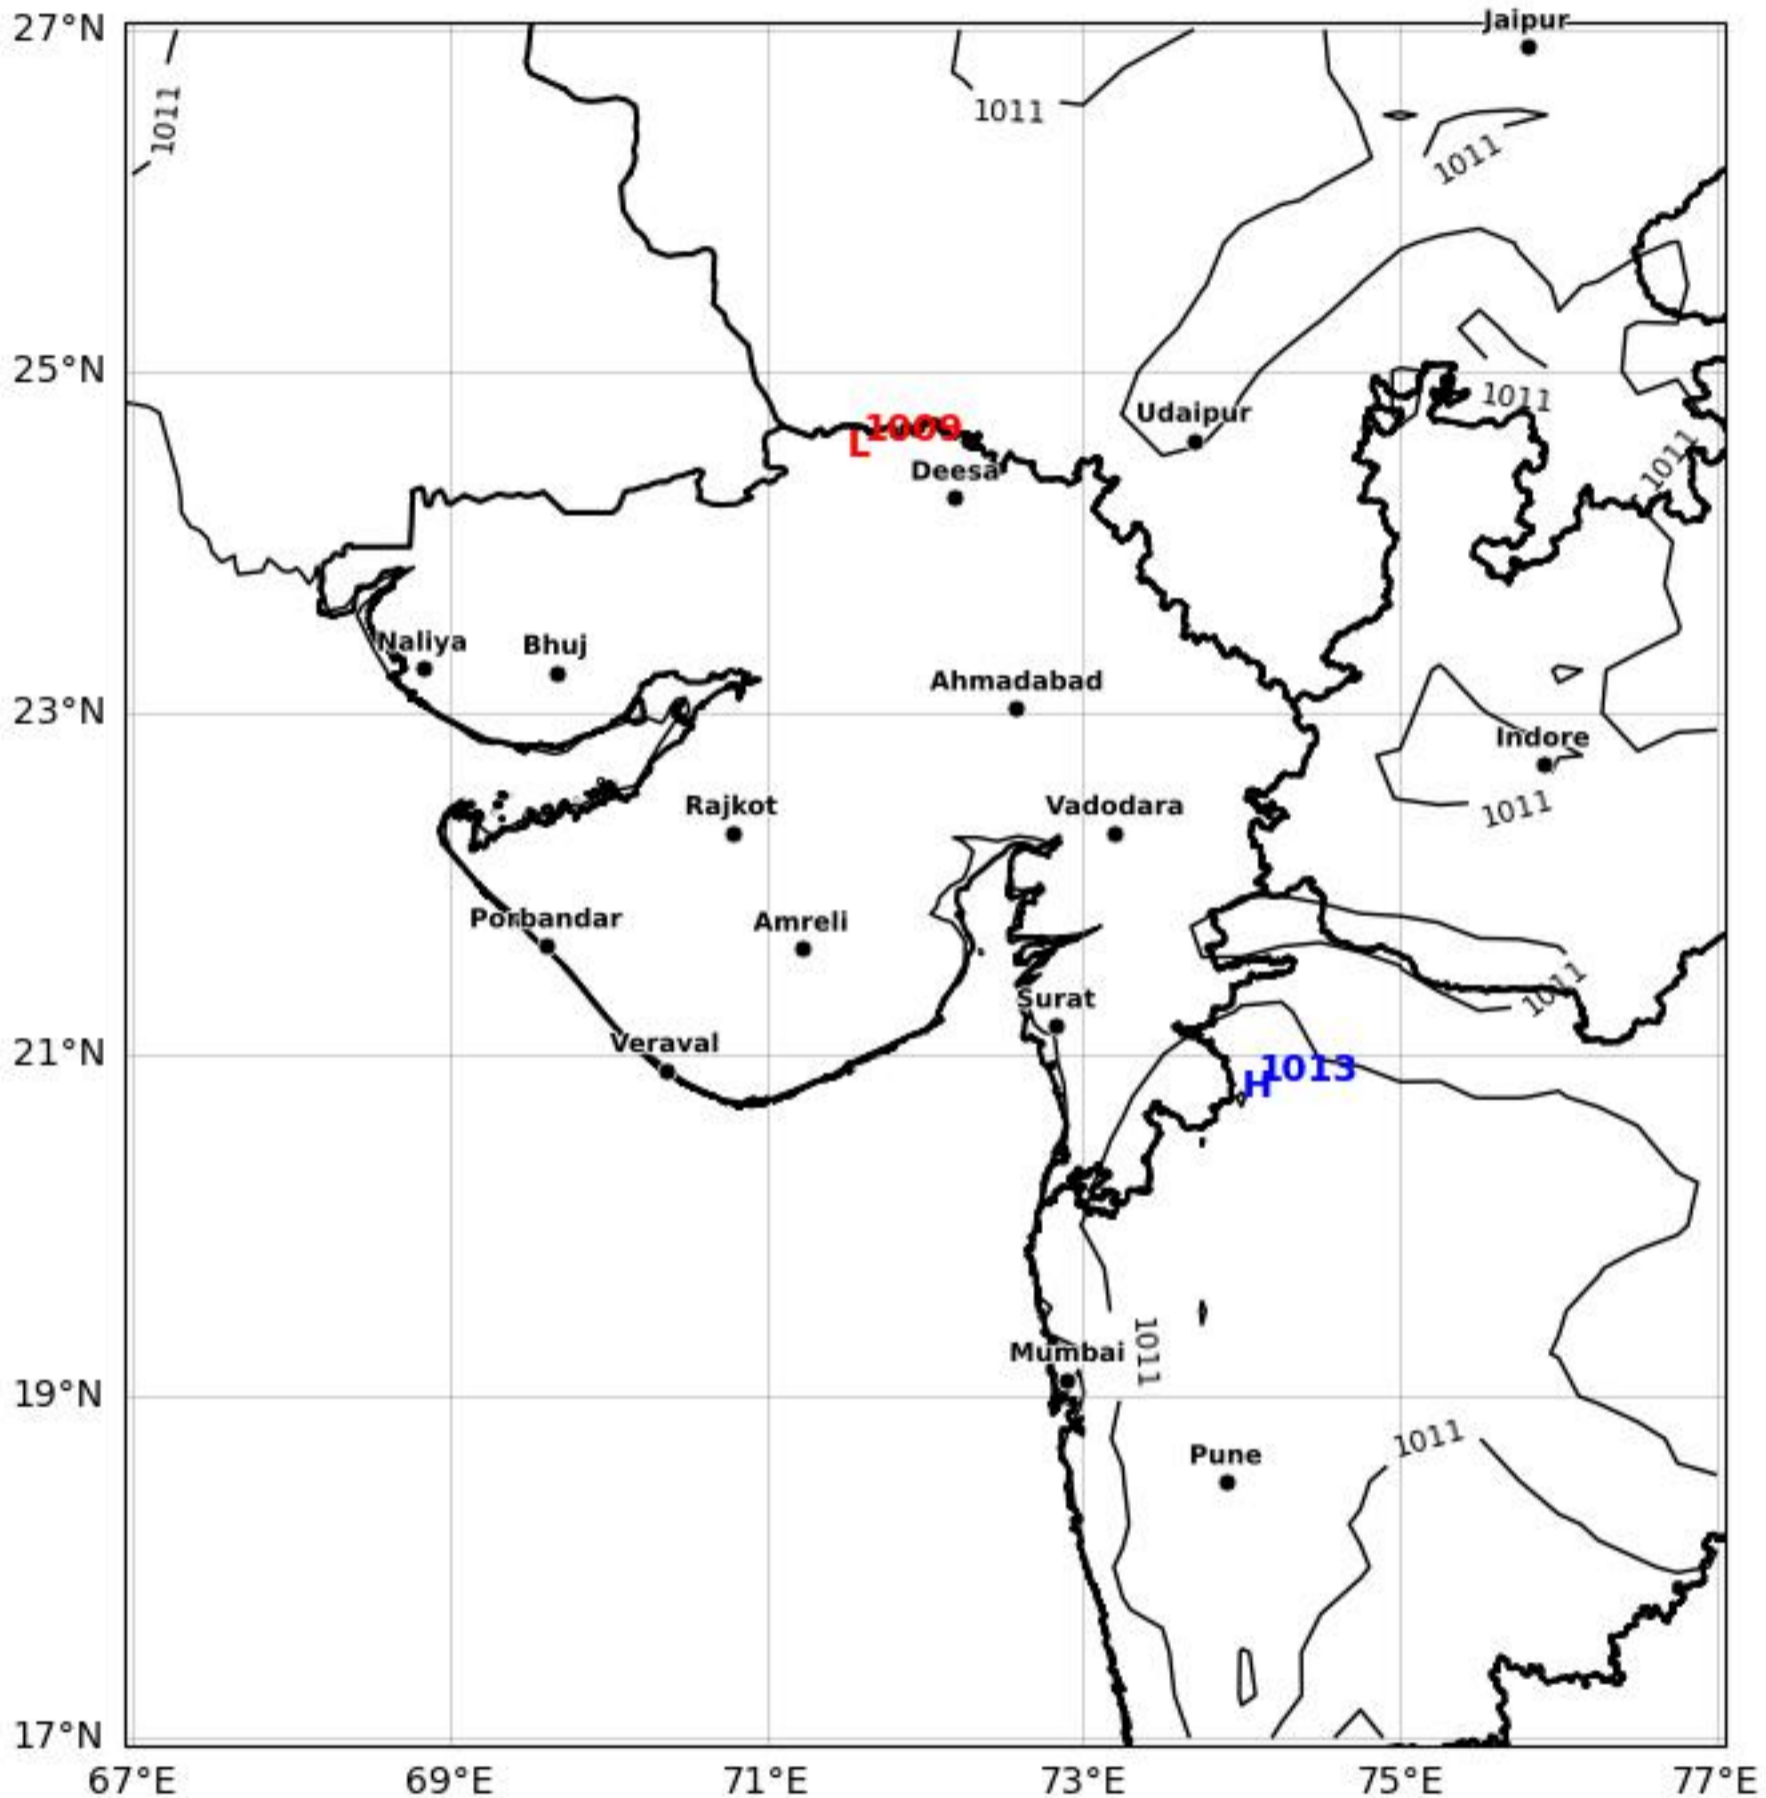 Jaipur
27°N
1011
1011
1011
25°N
1011
Udaipur
L
1009
Deesa
1011
Naliya
Bhuj
Ahmadabad
23°N
Indore
Rajkot
Vadodara
1011
Porbandar
Amreli
1011
Surat
21°N
Veraval
H
1013
1011
Mumbai
19°N
1011
Pune
17°N
67°E
69°E
71°E
73°E
75°E
77°E